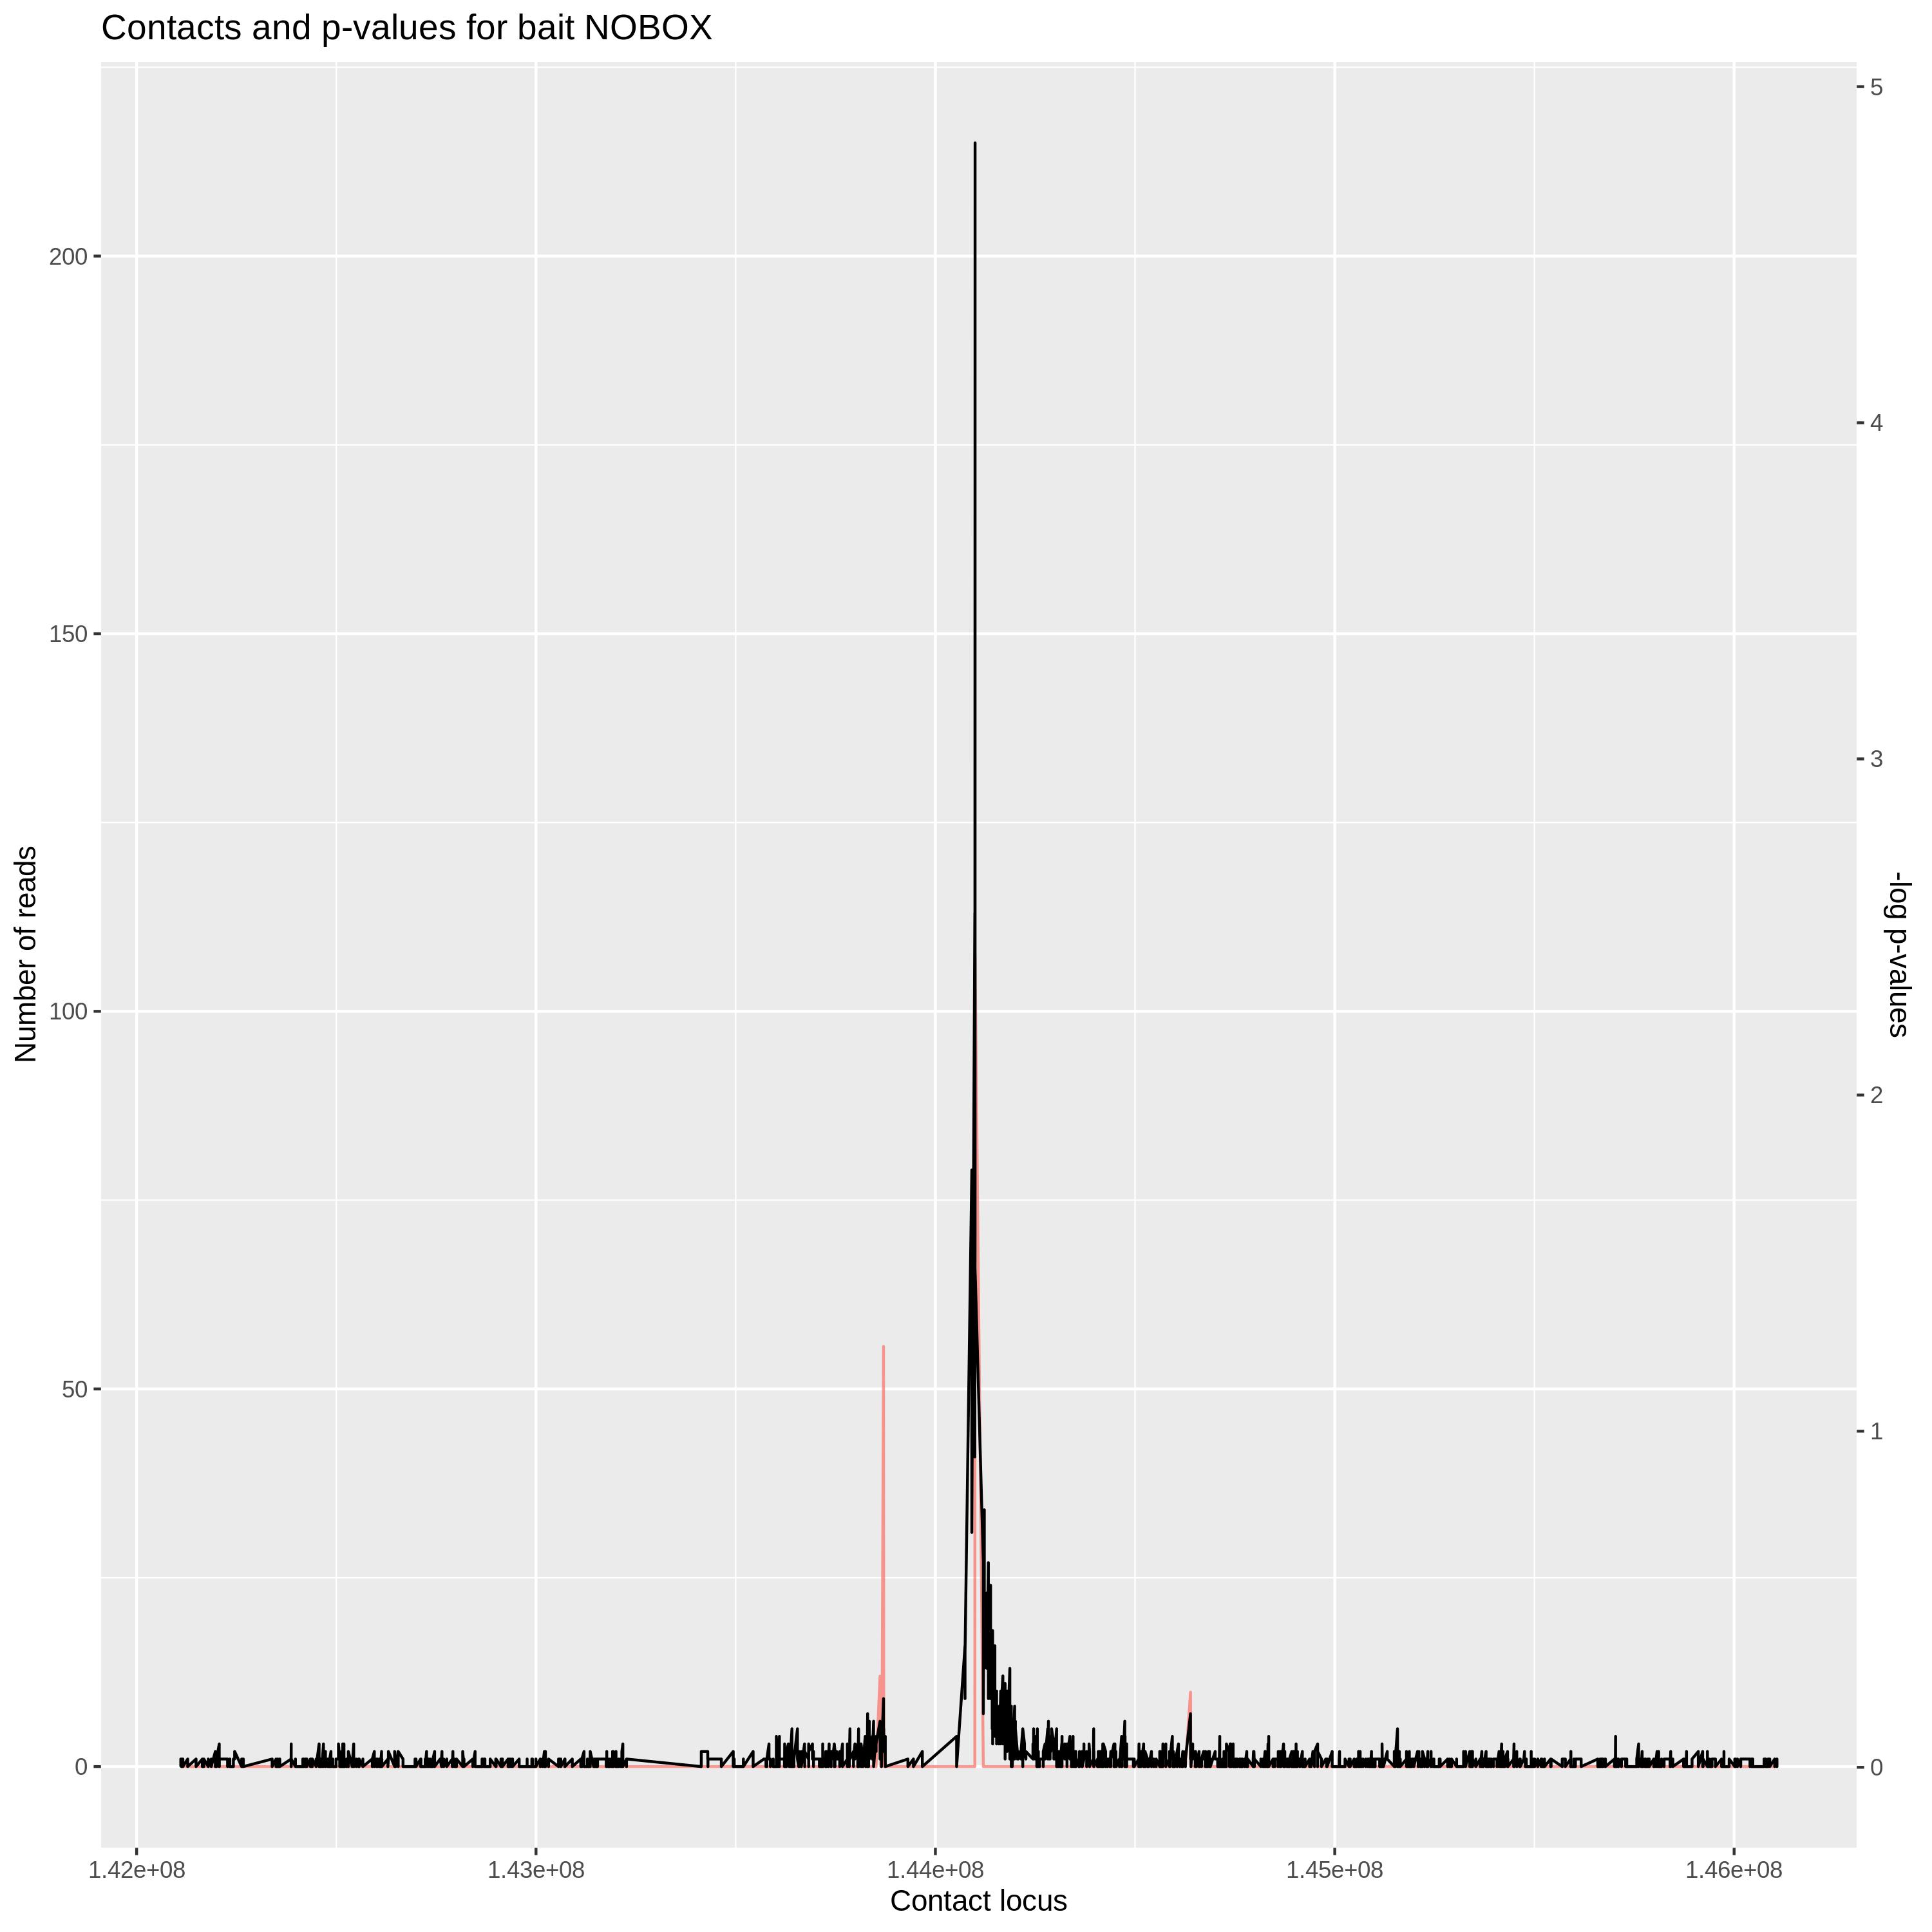 Contacts and p-values for bait NOBOX
Number of reads
200
150
100
50
0
5
4
3
2
1
0
-log p-values
1.42e+08
1.43e+08
1.44e+08
1.45e+08
1.46e+08
Contact locus